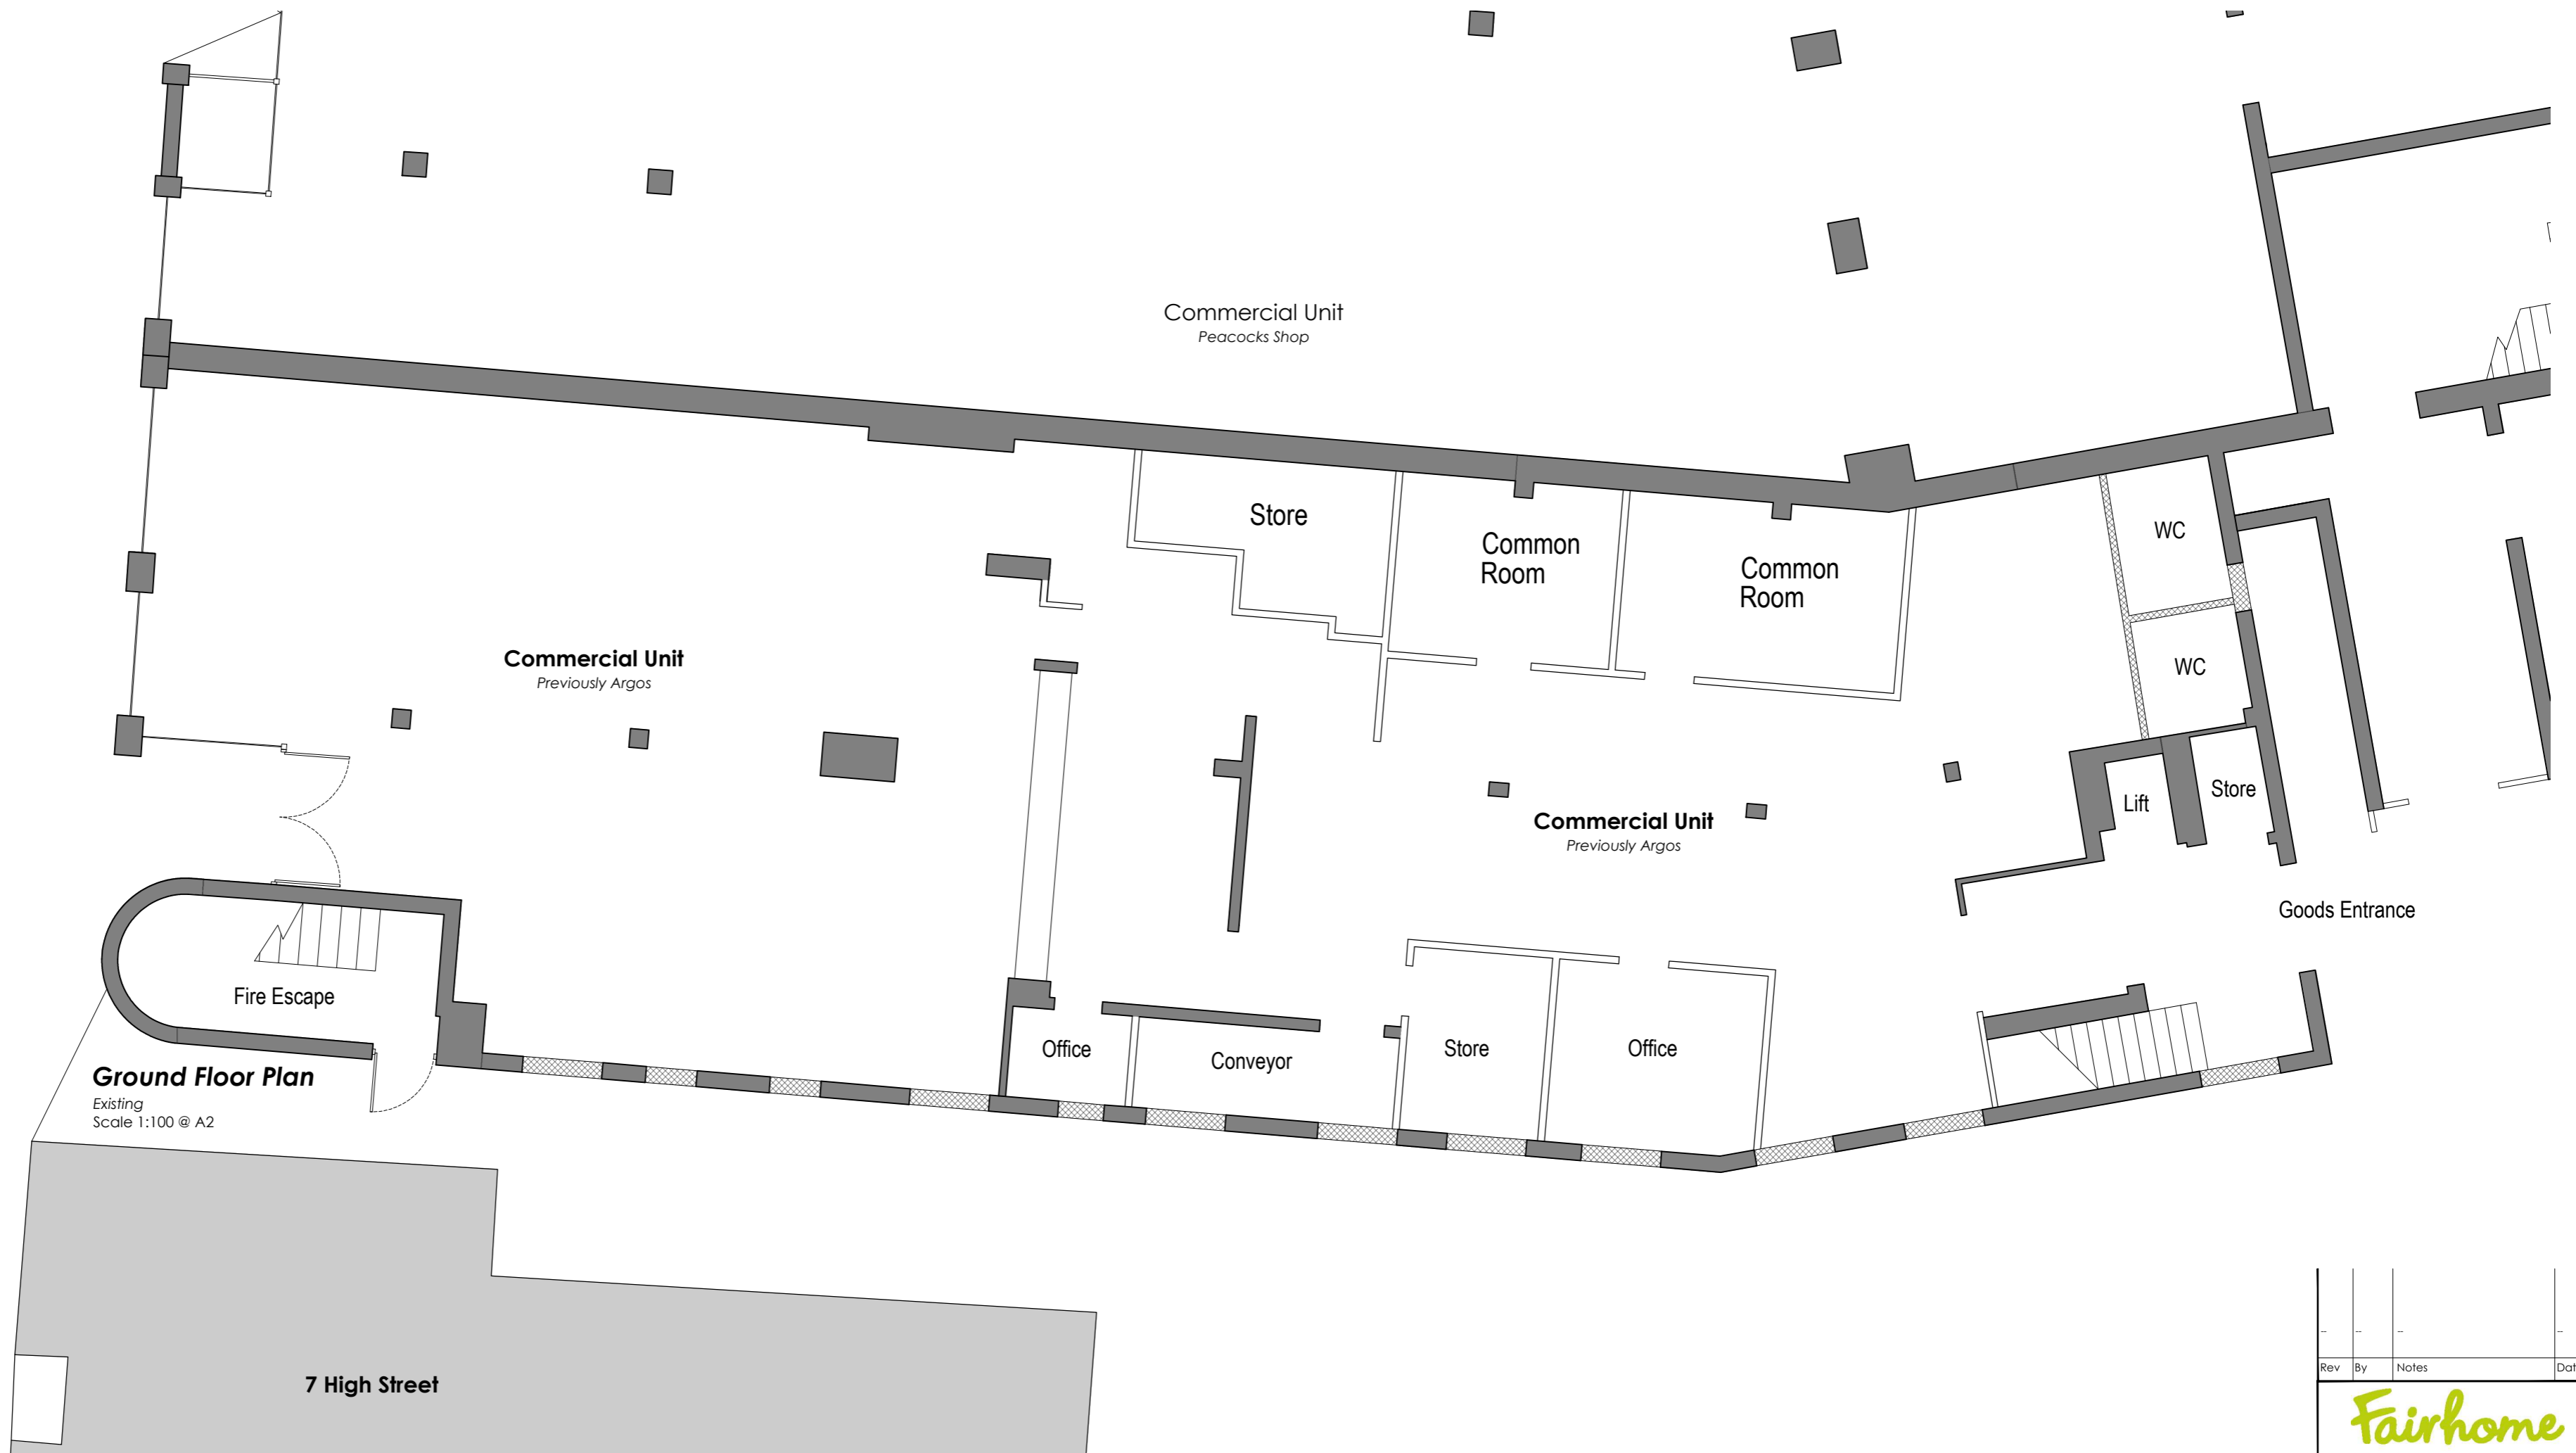 Commercial Unit
Peacocks Shop
Store
Common
Room
Common
Room
WC
WC
Commercial Unit
Previously Argos
Lift
Store
Commercial Unit
Previously Argos
Goods Entrance
Fire Escape
Office
Conveyor
Store
Office
Ground Floor Plan
Existing
Scale 1:100 @ A2
7 High Street
-- -- -- --
Rev By Notes Dat
Fairhome